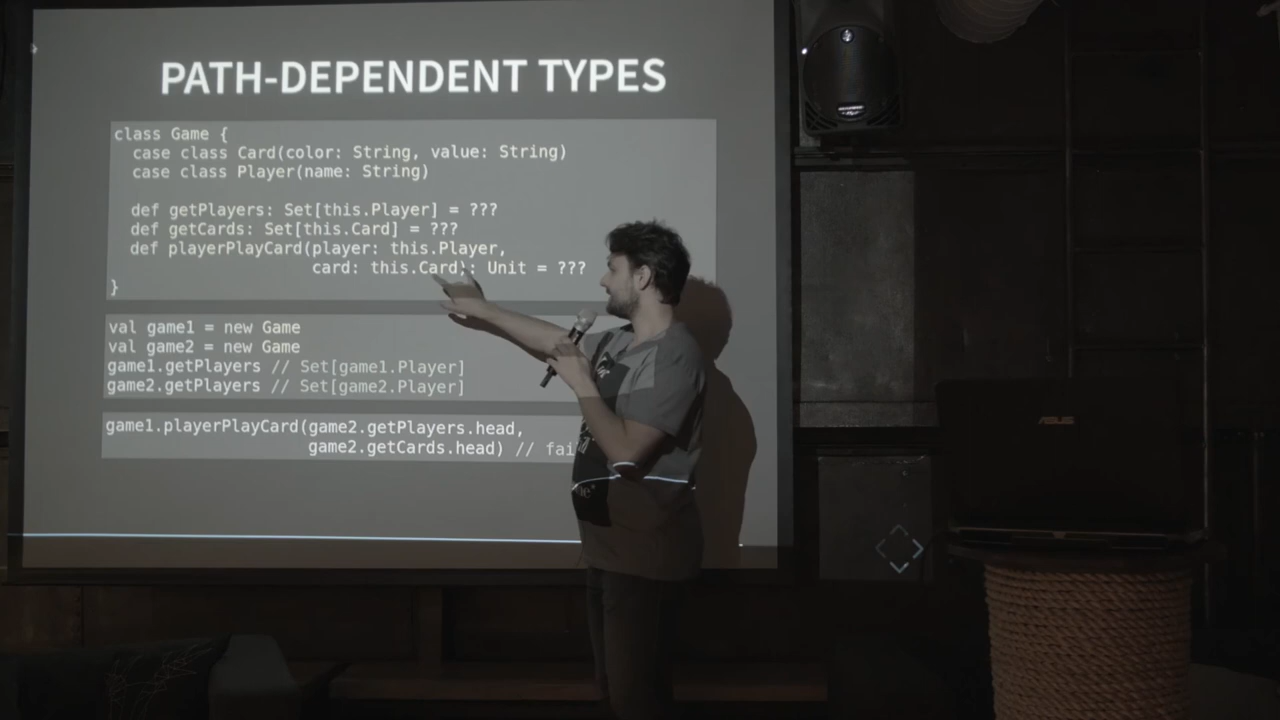 PATH-DEPENDENT TYPES
class Game {
  case class Card(color: String, value: String)
  case class Player(name: String)
  def getPlayers: Set[this.Player] = ???
  def getCards: Set[this.Card] = ???
  def playerPlayCard(player: this.Player,
                     card: this.Card): Unit = ???
}
val game1 = new Game
val game2 = new Game
game1.getPlayers // Set[game1.Player]
game2.getPlayers // Set[game2.Player]
game1.playerPlayCard(game2.getPlayers.head,
                     game2.getCards.head) // fai
ASUS